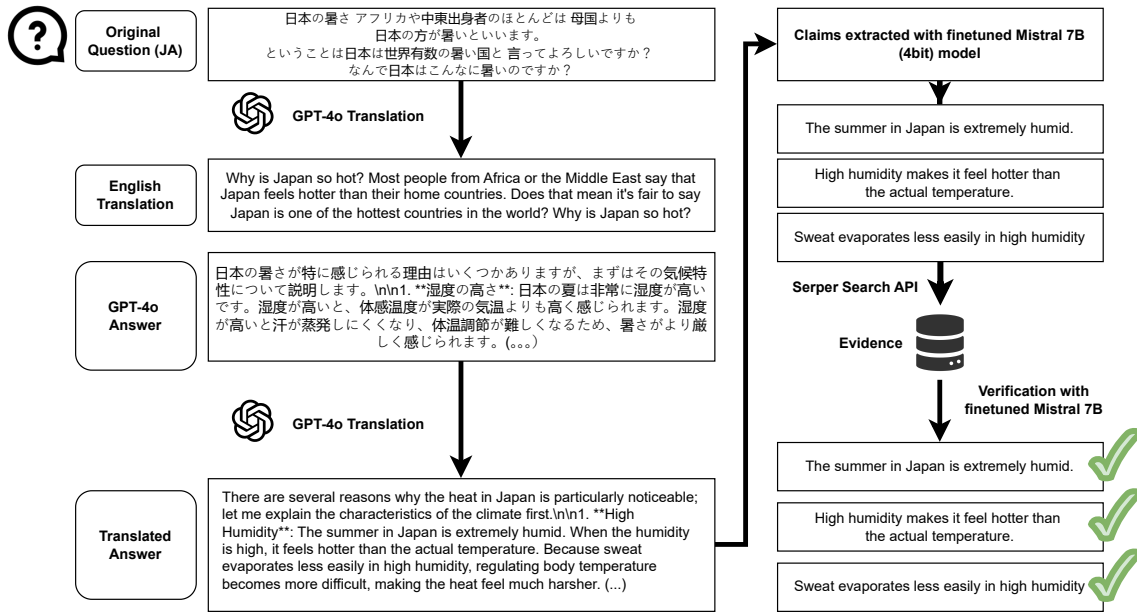 Original
Question (JA)
日本の暑さ アフリカや中東出身者のほとんどは 母国よりも
日本の方が暑いといいます。
ということは日本は世界有数の暑い国と 言ってよろしいですか？
なんで日本はこんなに暑いのですか？
GPT-4o Translation
English
Translation
Why is Japan so hot? Most people from Africa or the Middle East say that
Japan feels hotter than their home countries. Does that mean it's fair to say
Japan is one of the hottest countries in the world? Why is Japan so hot?
GPT-4o
Answer
日本の暑さが特に感じられる理由はいくつかありますが、まずはその気候特
性について説明します。\n\n1. **湿度の高さ**: 日本の夏は非常に湿度が高い
です。湿度が高いと、体感温度が実際の気温よりも高く感じられます。湿度
が高いと汗が蒸発しにくくなり、体温調節が難しくなるため、暑さがより厳
しく感じられます。(。。。）
GPT-4o Translation
Translated
Answer
There are several reasons why the heat in Japan is particularly noticeable;
let me explain the characteristics of the climate first.\n\n1. **High
Humidity**: The summer in Japan is extremely humid. When the humidity
is high, it feels hotter than the actual temperature. Because sweat
evaporates less easily in high humidity, regulating body temperature
becomes more difficult, making the heat feel much harsher. (...)
Claims extracted with finetuned Mistral 7B
(4bit) model
The summer in Japan is extremely humid.
High humidity makes it feel hotter than
the actual temperature.
Sweat evaporates less easily in high humidity
Serper Search API
Evidence
Verification with
finetuned Mistral 7B
The summer in Japan is extremely humid.
High humidity makes it feel hotter than
the actual temperature.
Sweat evaporates less easily in high humidity